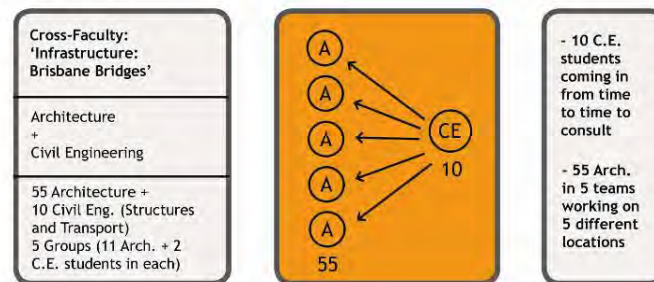 Cross-Faculty:
'Infrastructure:
Brisbane Bridges'
Architecture
+
Civil Engineering
55 Architecture +
10 Civil Eng. (Structures
and Transport)
5 Groups (11 Arch. + 2
C.E. students in each)
A
A
A
A
A
55
CE
10
- 10 C.E.
students
coming in
from time
to time to
consult
- 55 Arch.
in 5 teams
working on
5 different
locations